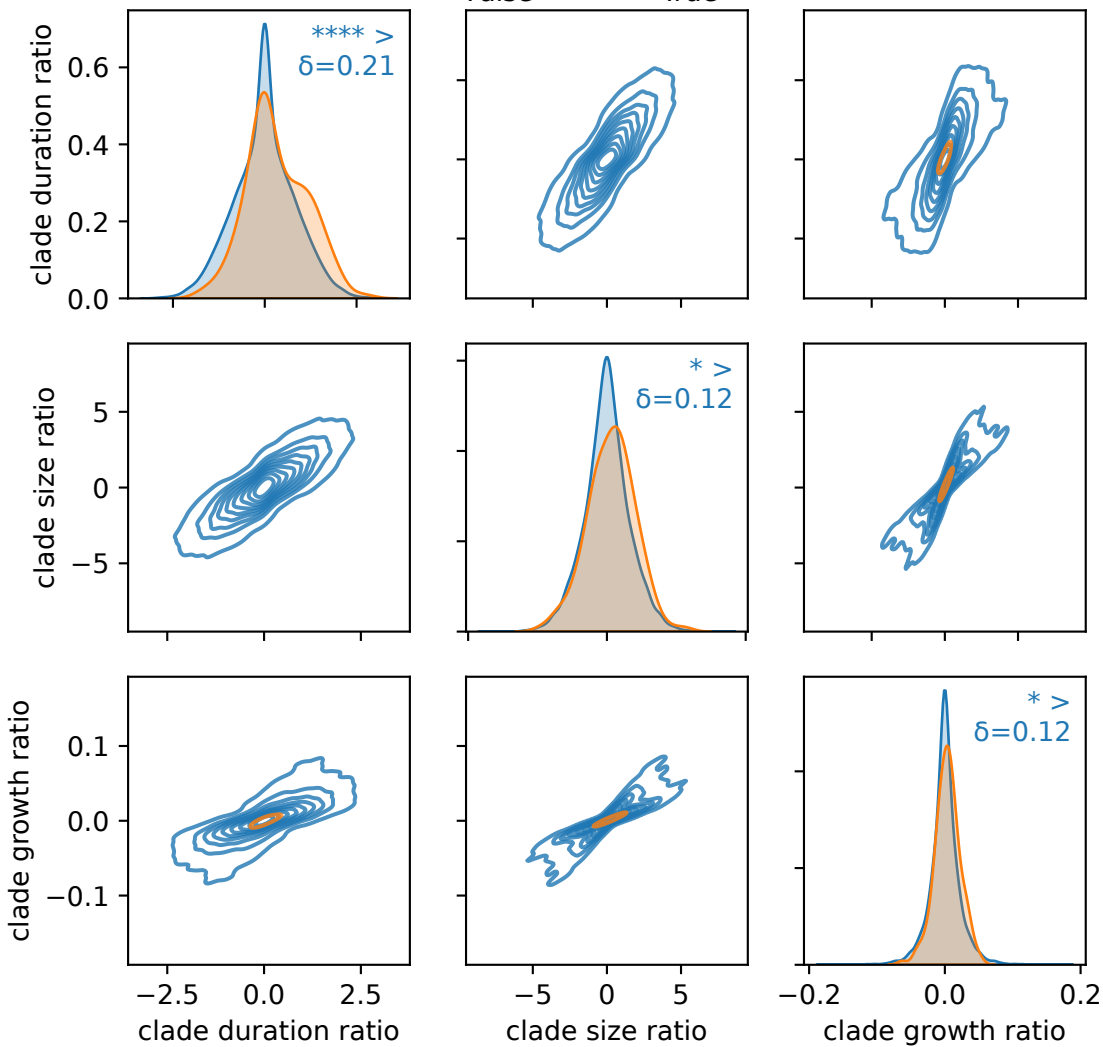 clade duration ratio
0.6
0.4
0.2
0.0
**** >
δ=0.21
clade size ratio
5
0
−5
* >
δ=0.12
clade growth ratio
0.1
0.0
−0.1
* >
δ=0.12
−2.5 0.0 2.5
−5 0 5
−0.2 0.0 0.2
clade duration ratio
clade size ratio
clade growth ratio